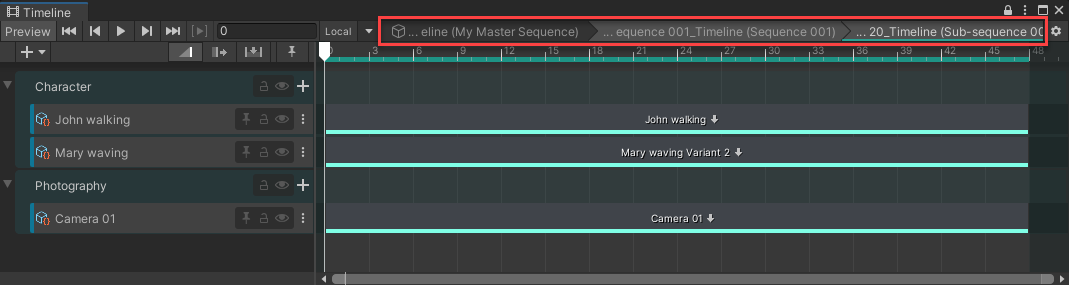 Timeline
Preview 0 Local ... eline (My Master Sequence) ... equence 001_Timeline (Sequence 001) ... 20_Timeline (Sub-sequence 00
0 3 6 9 12 15 18 21 24 27 30 33 36 39 42 45 48
Character
John walking John walking
Mary waving Mary waving Variant 2
Photography
Camera 01 Camera 01